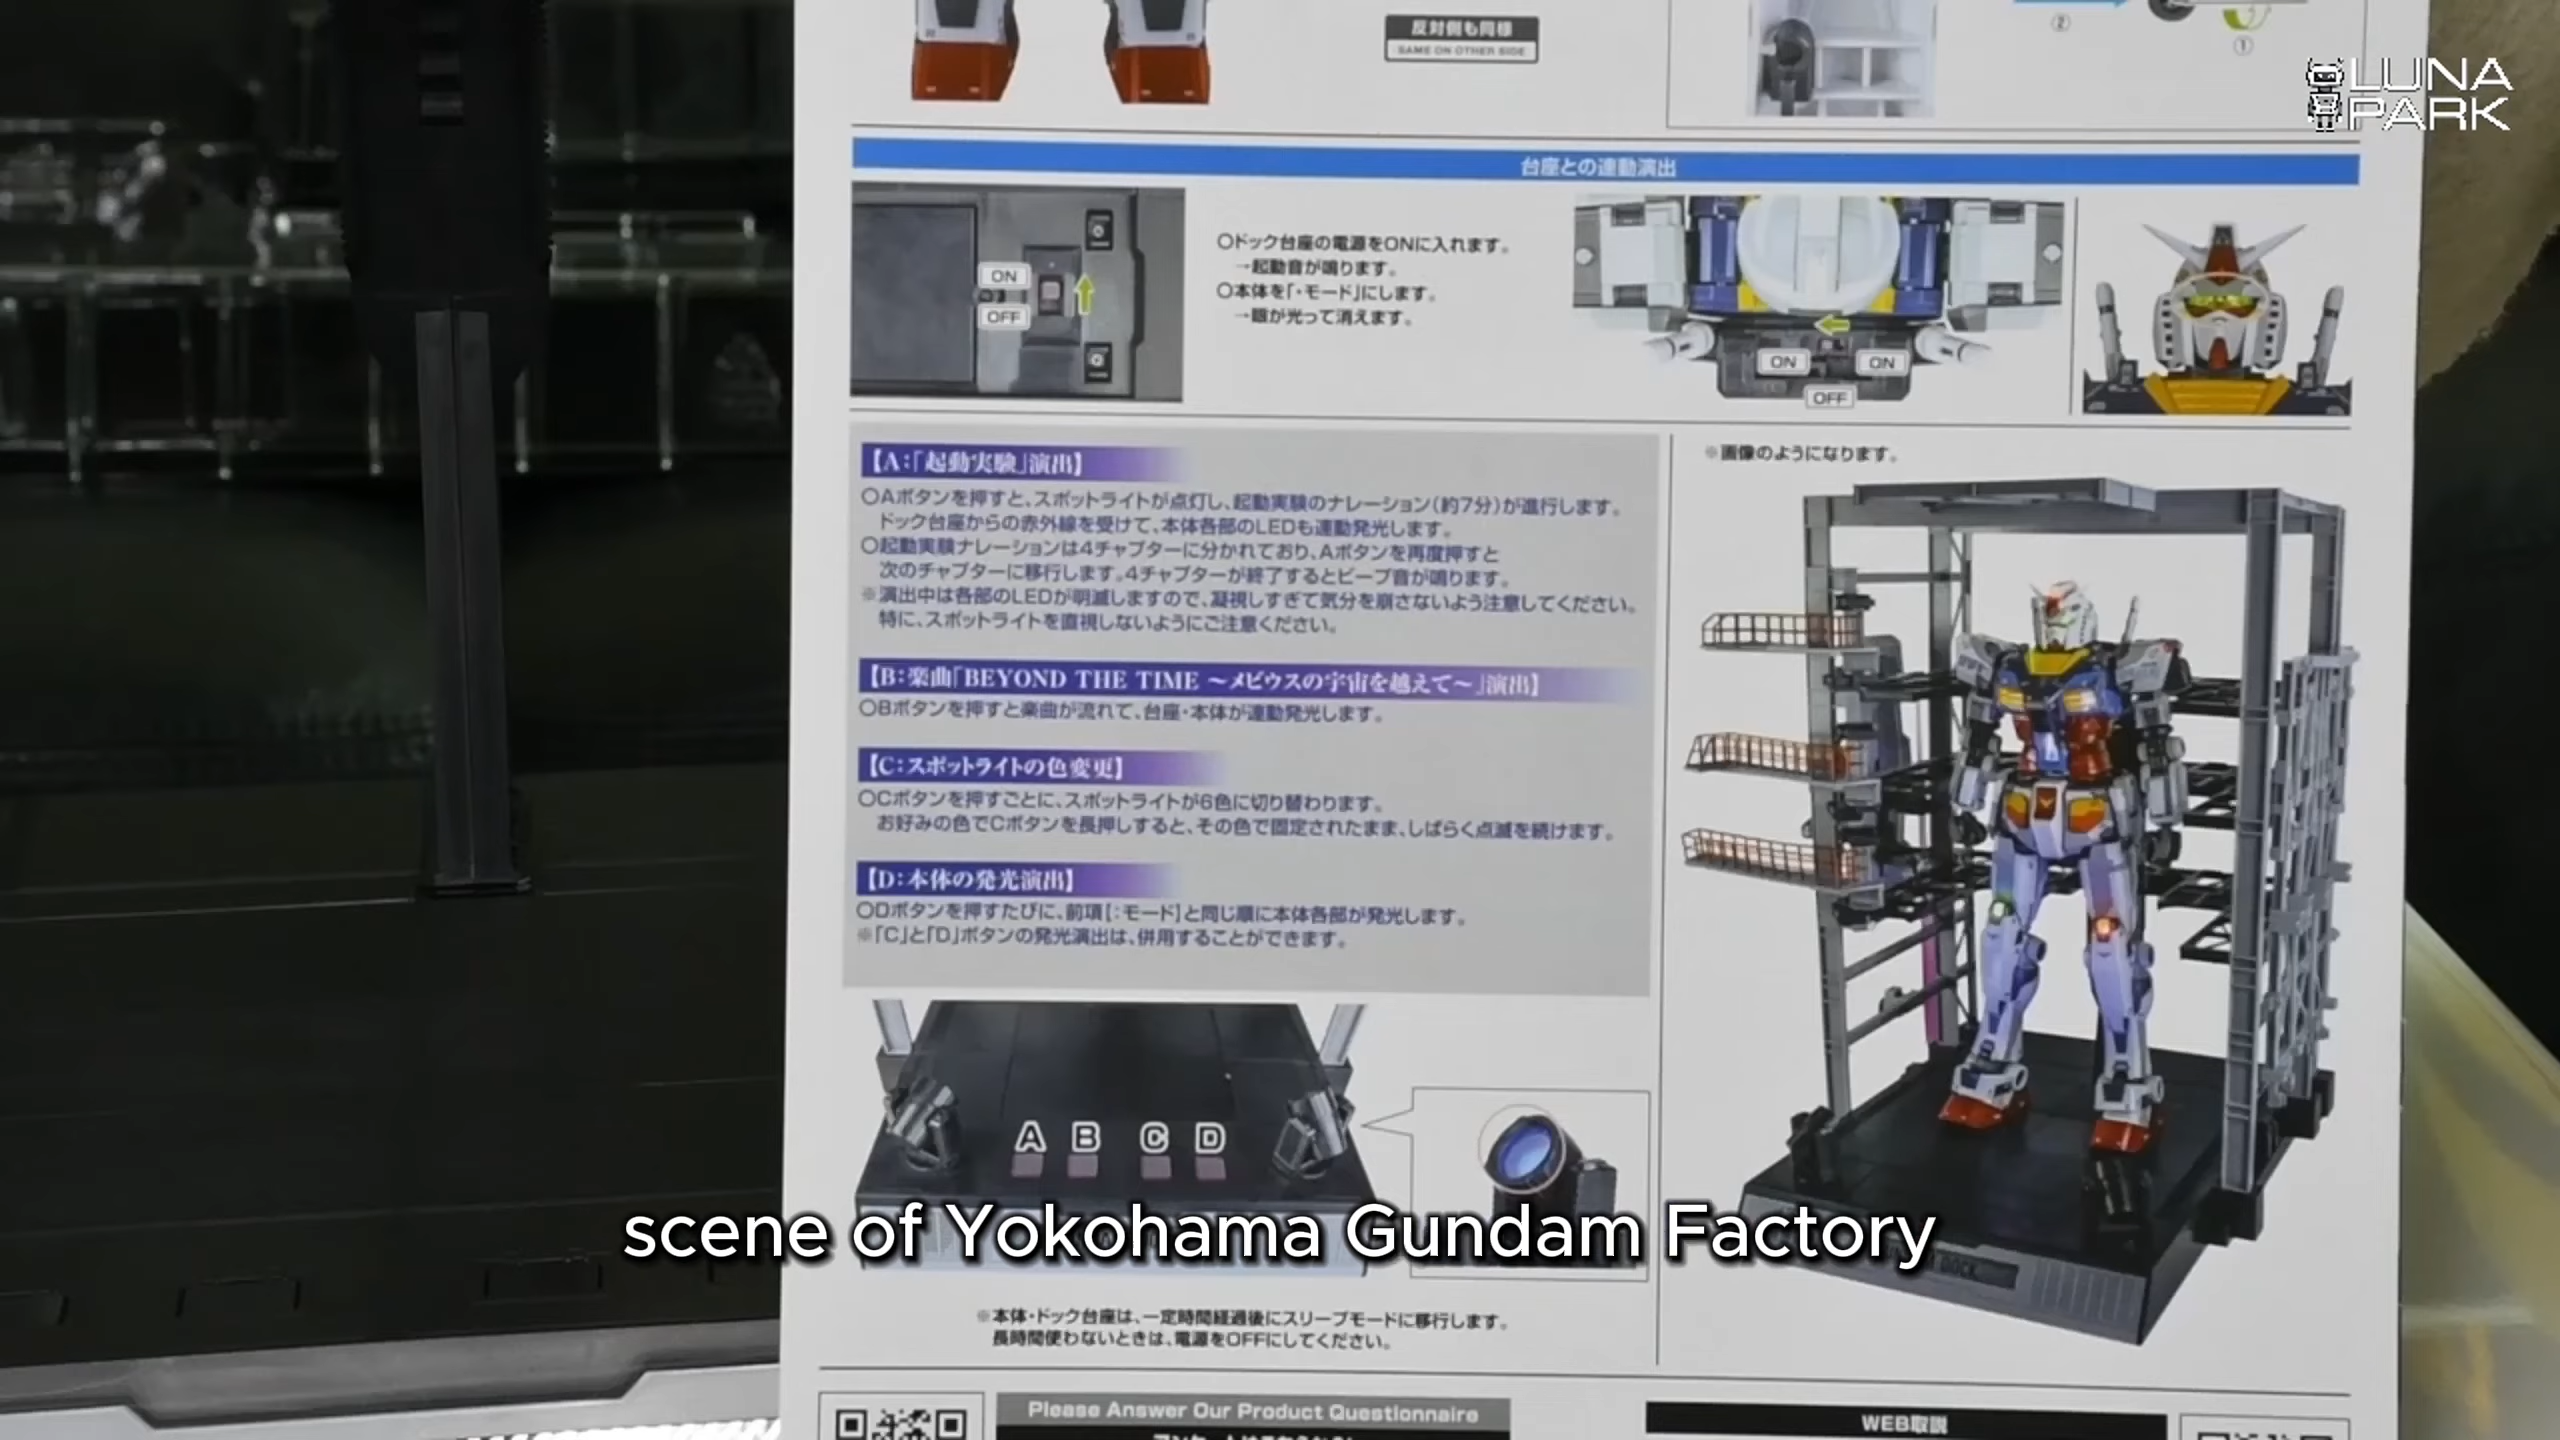 反対側も同様
SAME ON OTHER SIDE
②
①
LUNA PARK
台座との連動演出
ON
OFF
○ドック台座の電源をONに入れます。
→起動音が鳴ります。
○本体を「・モード」にします。
→眼が光って消えます。
ON
ON
OFF
【A:「起動実験」演出】
○Aボタンを押すと、スポットライトが点灯し、起動実験のナレーション(約7分)が進行します。
ドック台座からの赤外線を受けて、本体各部のLEDも連動発光します。
○起動実験ナレーションは4チャプターに分かれており、Aボタンを再度押すと
次のチャプターに移行します。4チャプターが終了するとビープ音が鳴ります。
※演出中は各部のLEDが明滅しますので、凝視しすぎて気分を崩さないよう注意してください。
特に、スポットライトを直視しないようにご注意ください。
【B:楽曲「BEYOND THE TIME ～メビウスの宇宙を越えて～」演出】
○Bボタンを押すと楽曲が流れて、台座・本体が連動発光します。
【C:スポットライトの色変更】
○Cボタンを押すごとに、スポットライトが6色に切り替わります。
お好みの色でCボタンを長押しすると、その色で固定されたまま、しばらく点滅を続けます。
【D:本体の発光演出】
○Dボタンを押すたびに、前項[:モード]と同じ順に本体各部が発光します。
※「C」と「D」ボタンの発光演出は、併用することができます。
※画像のようになります。
A B C D
scene of Yokohama Gundam Factory
※本体・ドック台座は、一定時間経過後にスリープモードに移行します。
長時間使わないときは、電源をOFFにしてください。
Please Answer Our Product Questionnaire
WEB取説